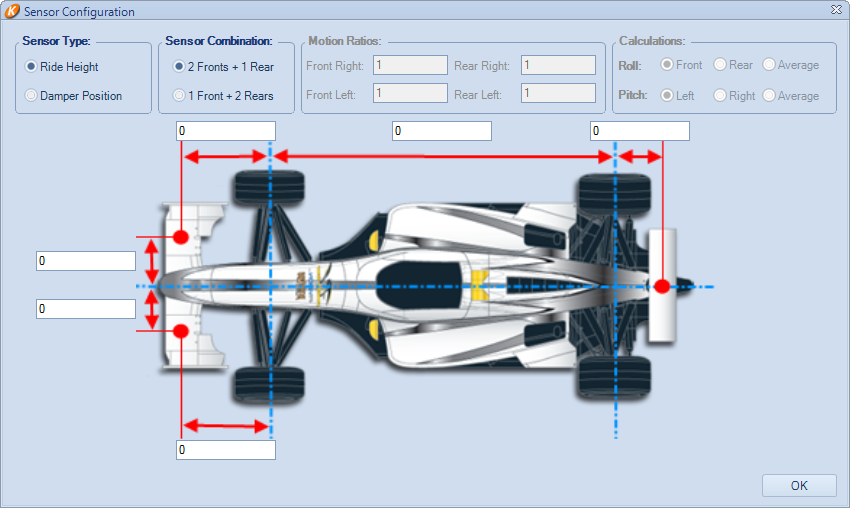 Sensor Configuration
Sensor Type:
Ride Height
Damper Position
Sensor Combination:
2 Fronts + 1 Rear
1 Front + 2 Rears
Motion Ratios:
Front Right: 1 Rear Right: 1
Front Left: 1 Rear Left: 1
Calculations:
Roll: Front Rear Average
Pitch: Left Right Average
0 0 0
0
0
0
OK